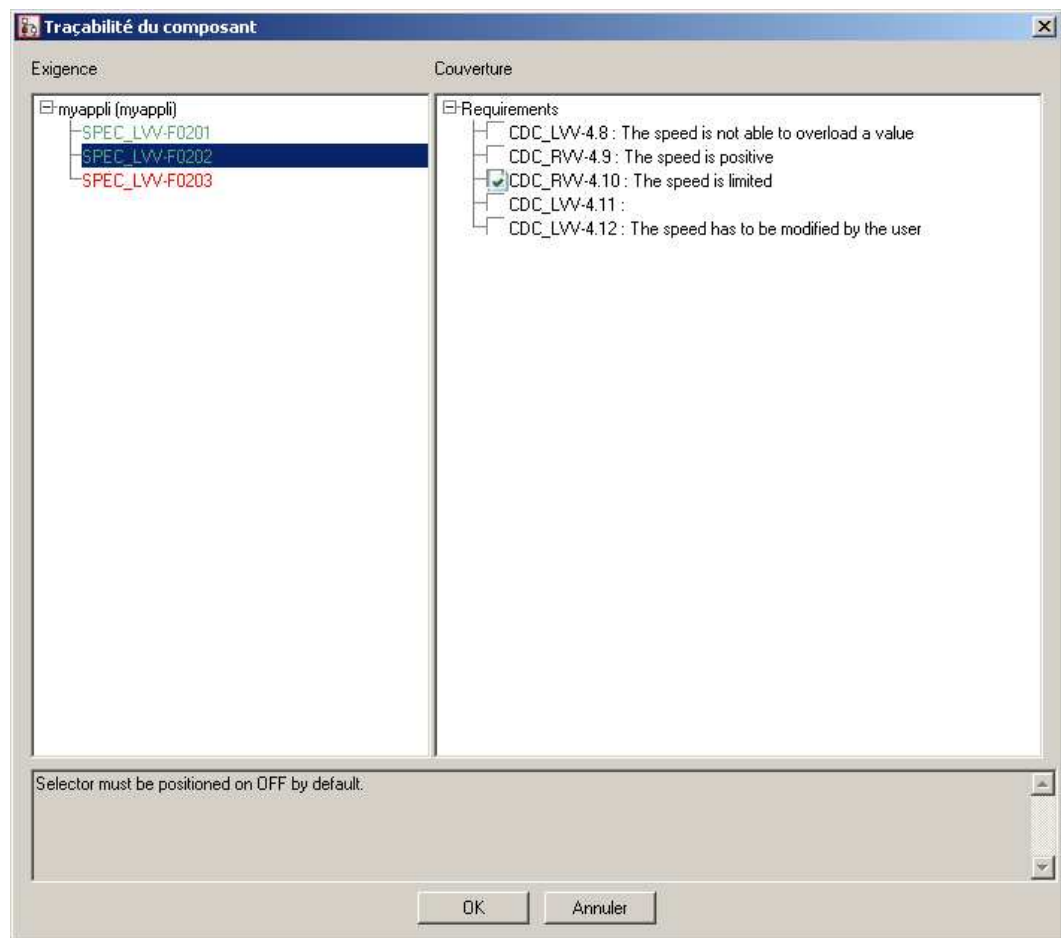 Traçabilité du composant
Exigence
Couverture
myappli (myappli)
SPEC_LVV-F0201
SPEC_LVV-F0202
SPEC_LVV-F0203
Requirements
CDC_LVV-4.8 : The speed is not able to overload a value
CDC_RVV-4.9 : The speed is positive
CDC_RVV-4.10 : The speed is limited
CDC_LVV-4.11 :
CDC_LVV-4.12 : The speed has to be modified by the user
Selector must be positioned on OFF by default.
OK
Annuler